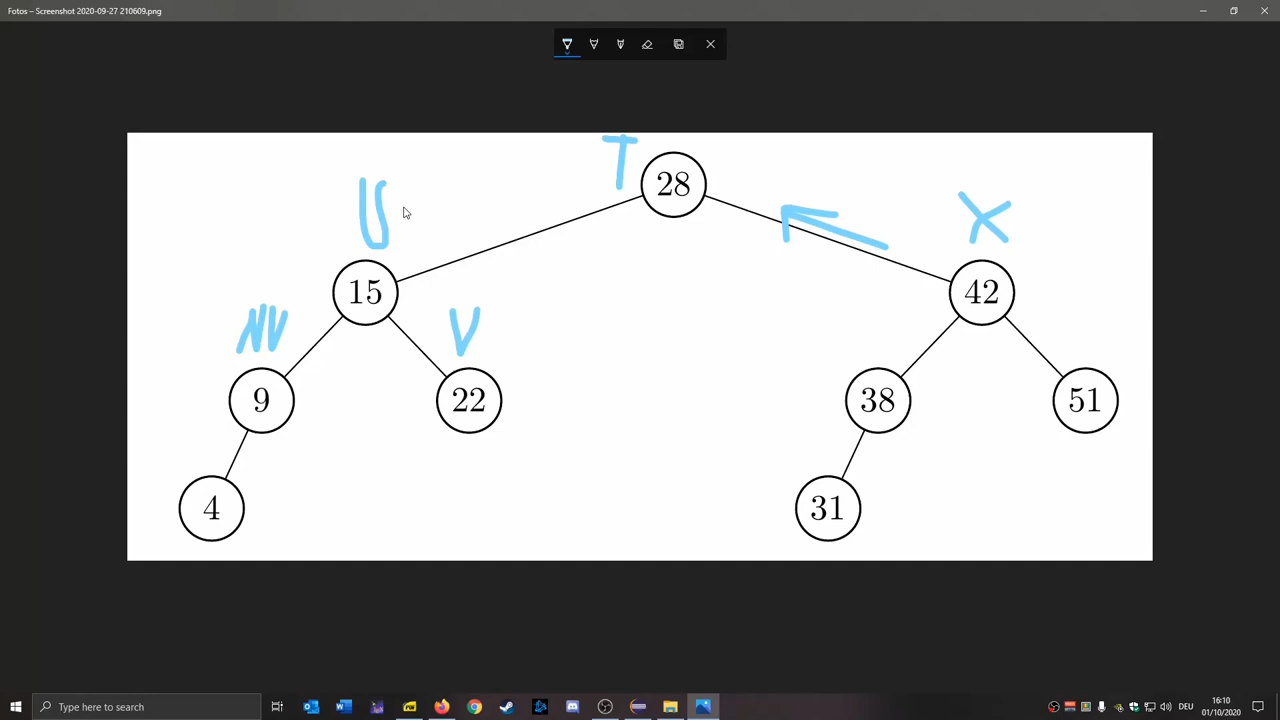 Fotos – Screenshot 2020-09-27 210609.png
T
28
U
X
15
42
W
V
9
22
38
51
4
31
Type here to search
DEU
16:10
01/10/2020